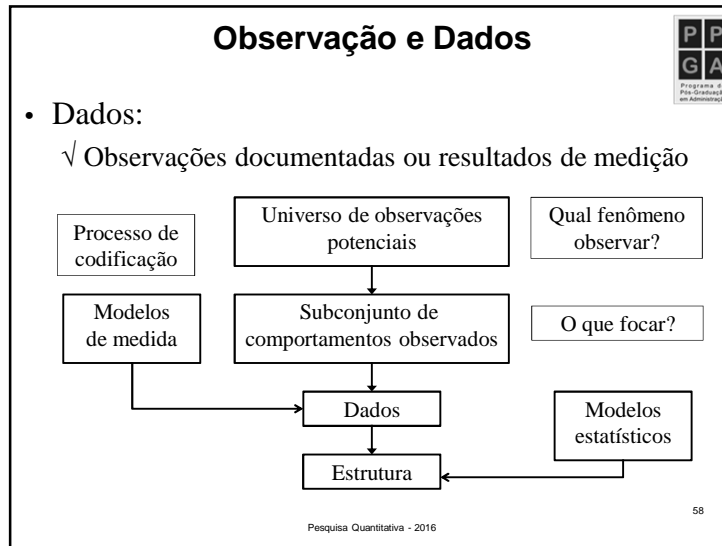 Observação e Dados
P P
G A
Programa de
Pós-Graduação
em Administração
• Dados:
√ Observações documentadas ou resultados de medição
Processo de
codificação
Universo de observações
potenciais
Qual fenômeno
observar?
Modelos
de medida
Subconjunto de
comportamentos observados
O que focar?
Dados
Modelos
estatísticos
Estrutura
58
Pesquisa Quantitativa - 2016